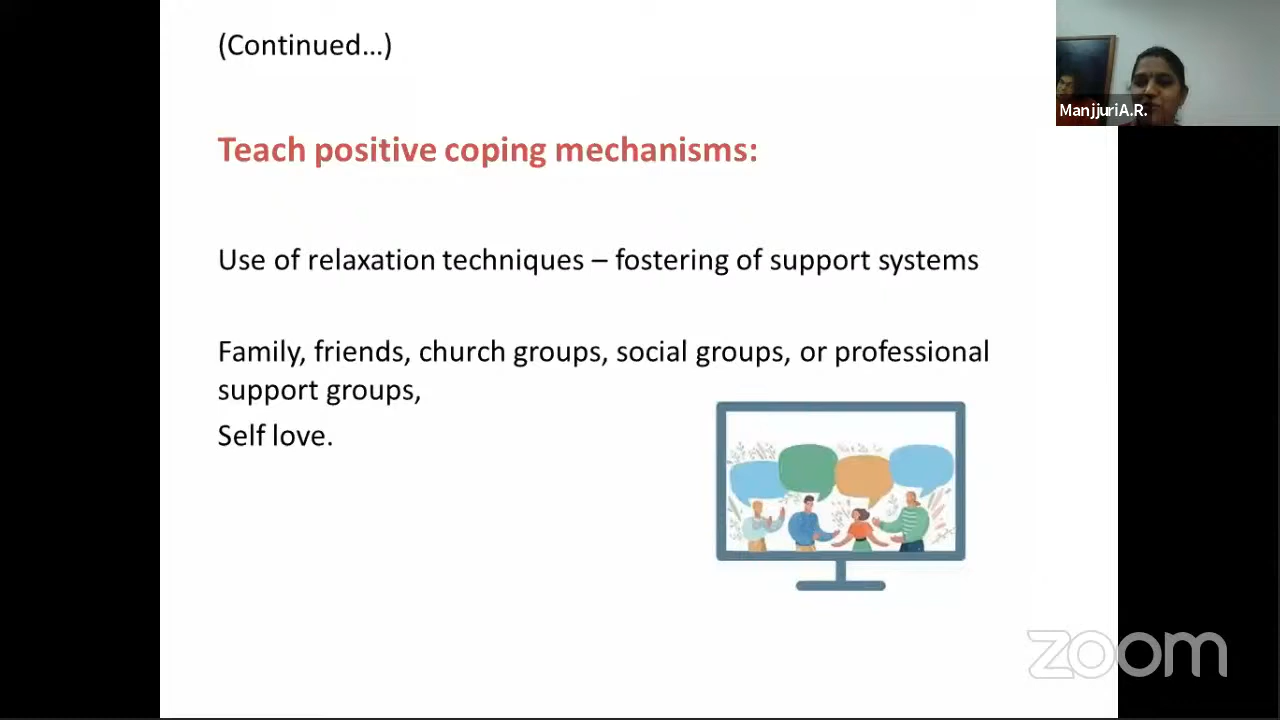 (Continued…)
Teach positive coping mechanisms:
Use of relaxation techniques – fostering of support systems
Family, friends, church groups, social groups, or professional
support groups,
Self love.
ManjjuriA.R.
zoom